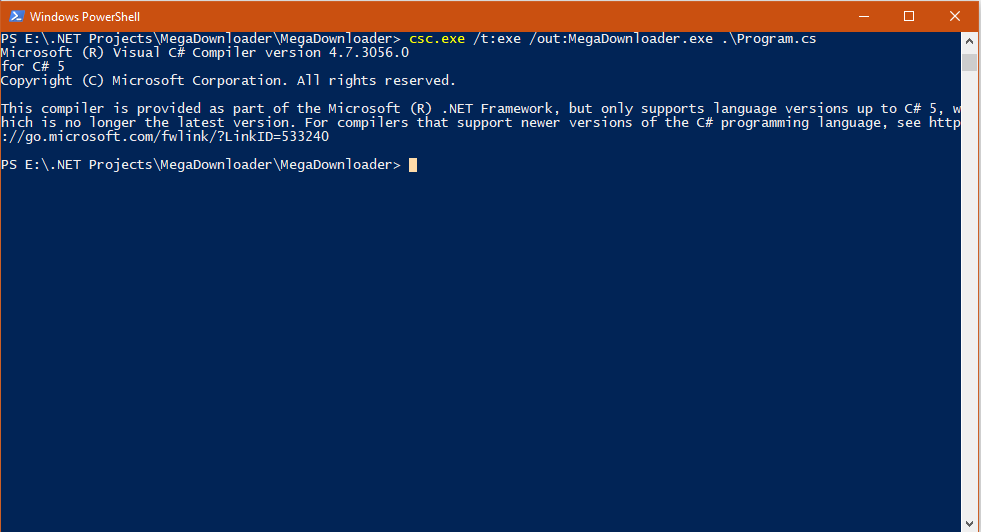 Windows PowerShell
PS E:\.NET Projects\MegaDownloader\MegaDownloader> csc.exe /t:exe /out:MegaDownloader.exe .\Program.cs
Microsoft (R) Visual C# Compiler version 4.7.3056.0
for C# 5
Copyright (C) Microsoft Corporation. All rights reserved.
This compiler is provided as part of the Microsoft (R) .NET Framework, but only supports language versions up to C# 5, w
hich is no longer the latest version. For compilers that support newer versions of the C# programming language, see http
://go.microsoft.com/fwlink/?LinkID=533240
PS E:\.NET Projects\MegaDownloader\MegaDownloader>